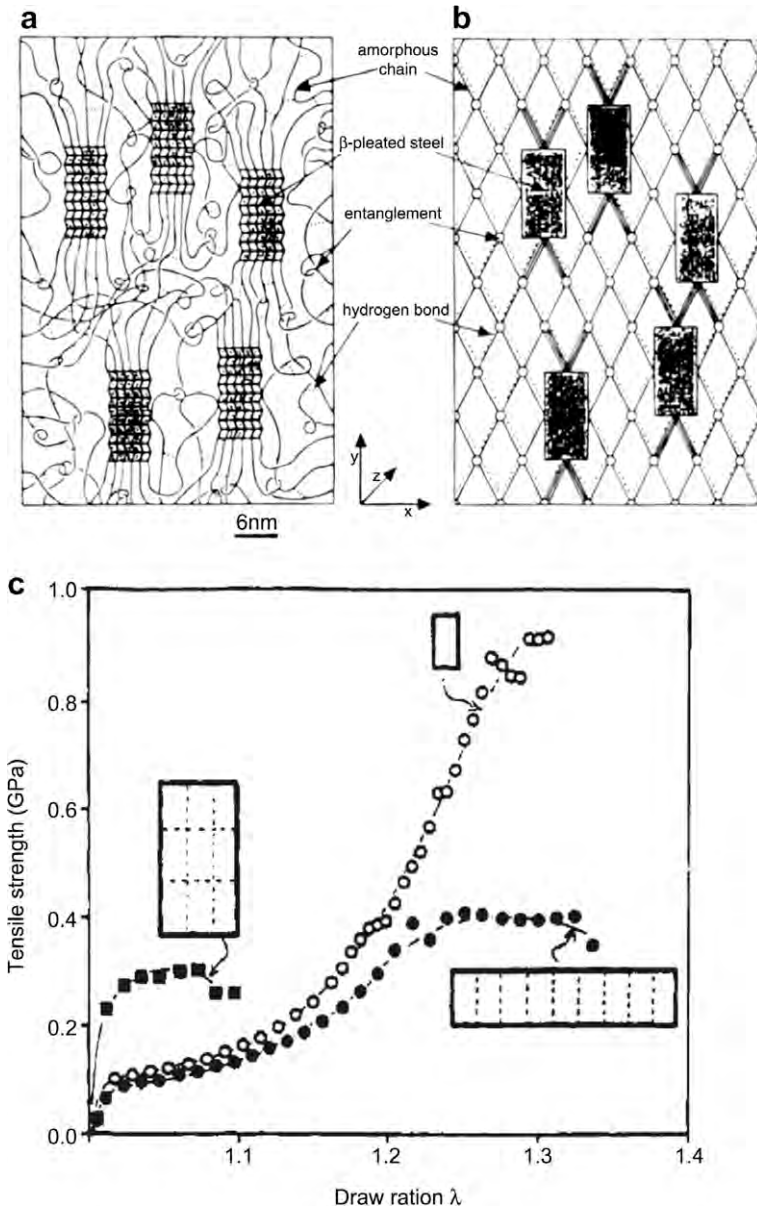 a
b
amorphous
chain
β-pleated steel
entanglement
hydrogen bond
y
z
x
6nm
c
1.0
0.8
0.6
0.4
0.2
0.0
Tensile strength (GPa)
1.1
1.2
1.3
1.4
Draw ration λ